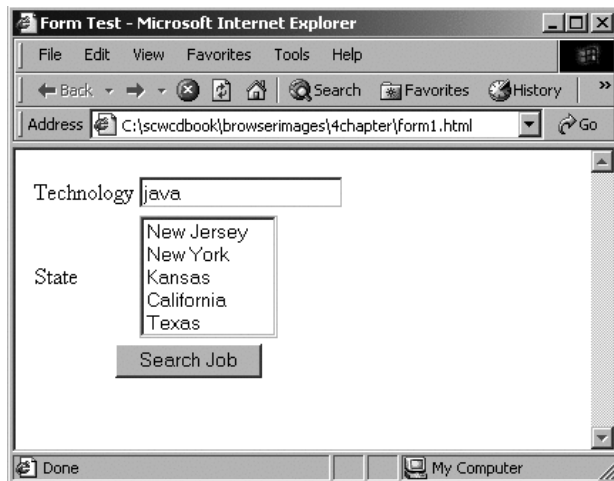 Form Test - Microsoft Internet Explorer
File Edit View Favorites Tools Help
Back Search Favorites History »
Address C:\scwcdbook\browserimages\4chapter\form1.html Go
Technology java
New Jersey
New York
State Kansas
California
Texas
Search Job
Done My Computer